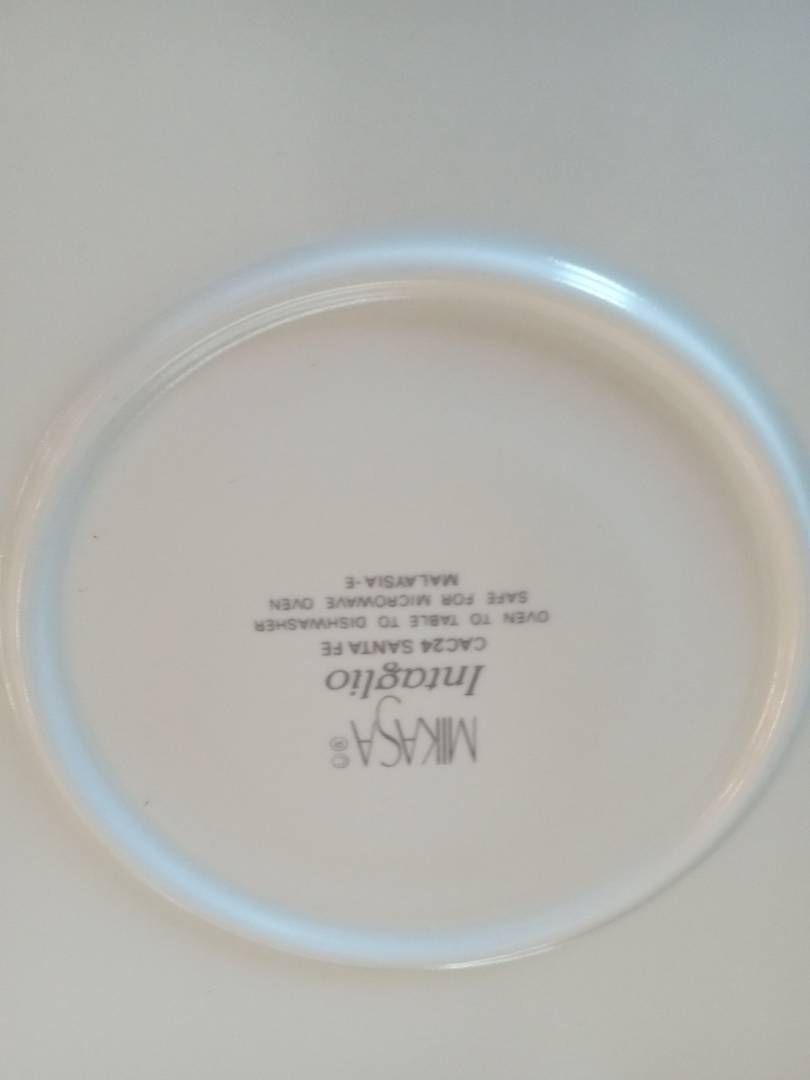 MIKASA ©®
Intaglio
CAC24 SANTA FE
OVEN TO TABLE TO DISHWASHER
SAFE FOR MICROWAVE OVEN
MALAYSIA-E